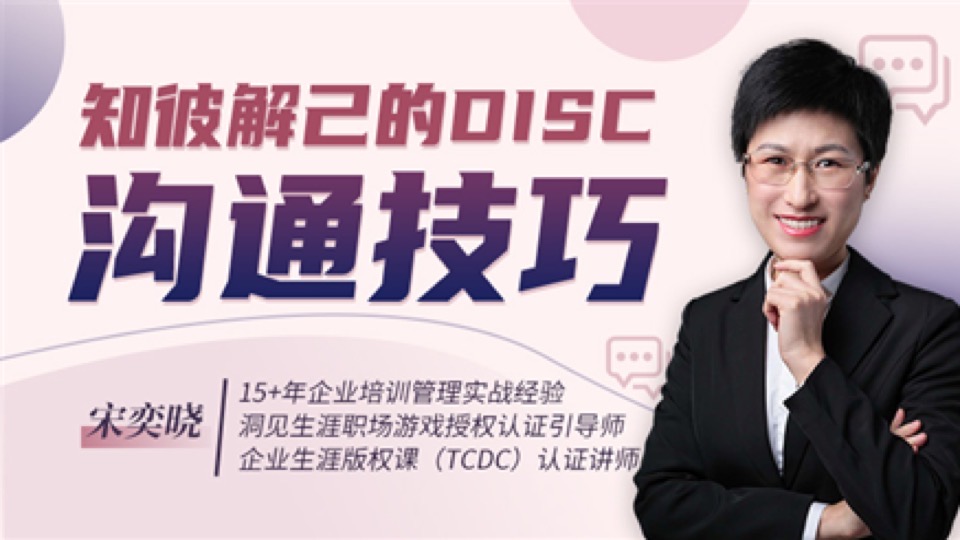 知彼解己的DISC
沟通技巧
宋奕晓
15+年企业培训管理实战经验
洞见生涯职场游戏授权认证引导师
企业生涯版权课（TCDC）认证讲师